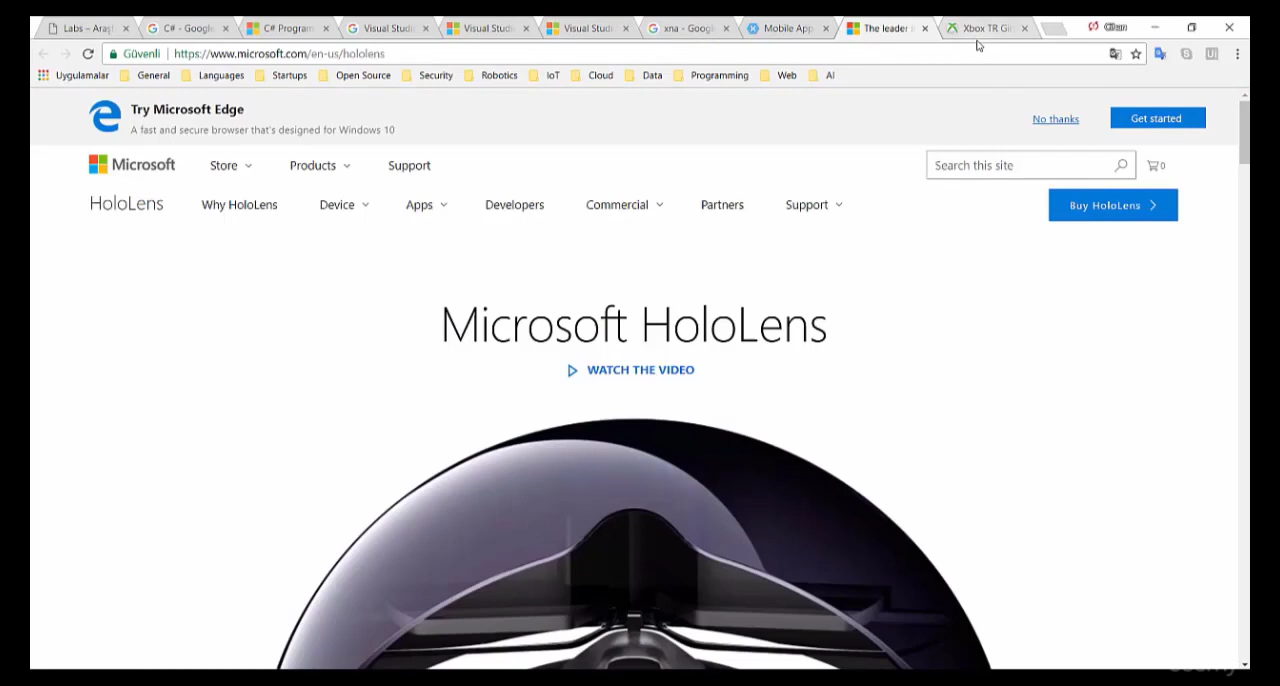 Labs – Araşt C# - Google C# Program Visual Studi Visual Studi Visual Studi xna - Google Mobile App The leader i Xbox TR Gi
Güvenli https://www.microsoft.com/en-us/hololens
Uygulamalar General Languages Startups Open Source Security Robotics IoT Cloud Data Programming Web AI
Try Microsoft Edge
A fast and secure browser that's designed for Windows 10
No thanks Get started
Microsoft Store Products Support Search this site 0
HoloLens Why HoloLens Device Apps Developers Commercial Partners Support Buy HoloLens
Microsoft HoloLens
WATCH THE VIDEO